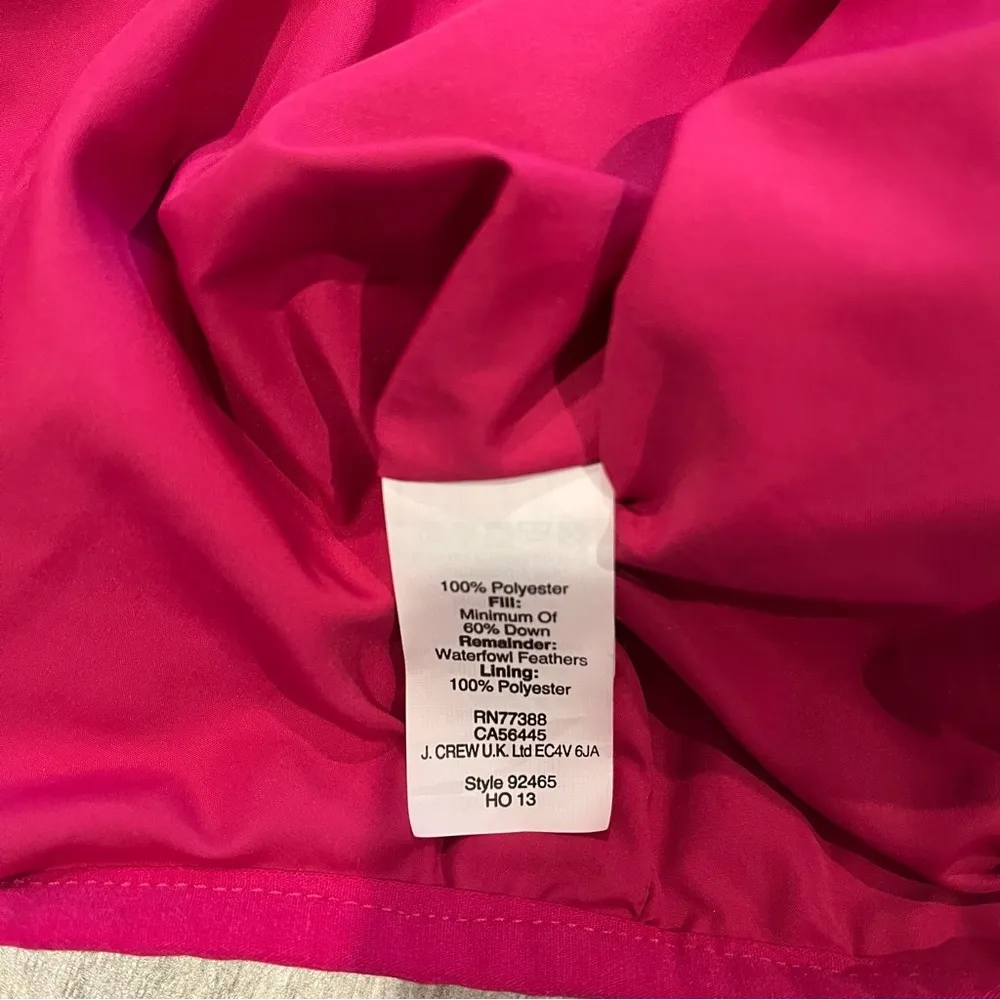 100% Polyester
Fill:
Minimum Of
60% Down
Remainder:
Waterfowl Feathers
Lining:
100% Polyester
RN77388
CA56445
J. CREW U.K. Ltd EC4V 6JA
Style 92465
HO 13